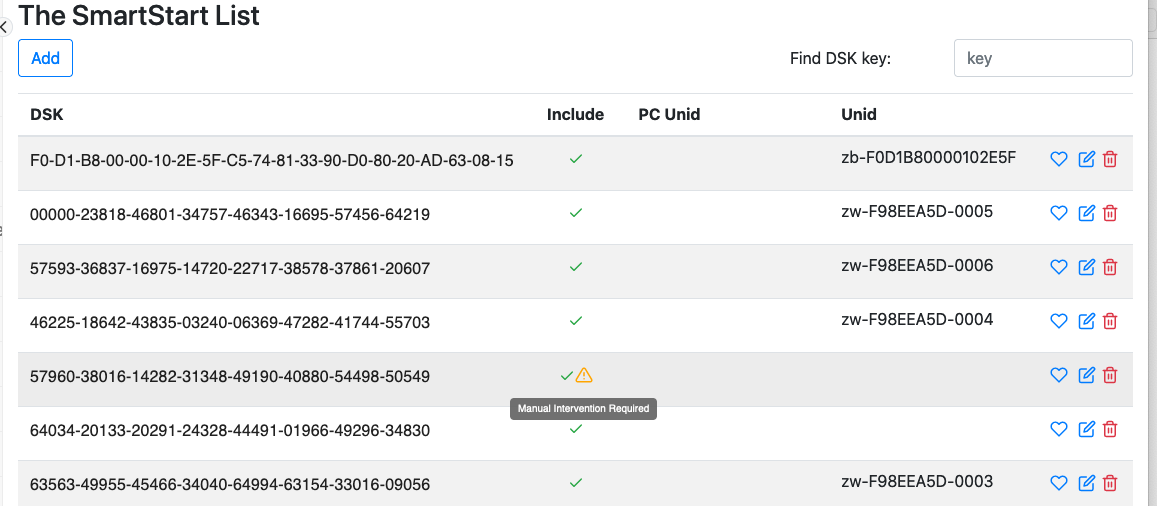 The SmartStart List
Add
Find DSK key:
key
DSK Include PC Unid Unid
F0-D1-B8-00-00-10-2E-5F-C5-74-81-33-90-D0-80-20-AD-63-08-15 zb-F0D1B80000102E5F
00000-23818-46801-34757-46343-16695-57456-64219 zw-F98EEA5D-0005
57593-36837-16975-14720-22717-38578-37861-20607 zw-F98EEA5D-0006
46225-18642-43835-03240-06369-47282-41744-55703 zw-F98EEA5D-0004
57960-38016-14282-31348-49190-40880-54498-50549
Manual Intervention Required
64034-20133-20291-24328-44491-01966-49296-34830
63563-49955-45466-34040-64994-63154-33016-09056 zw-F98EEA5D-0003